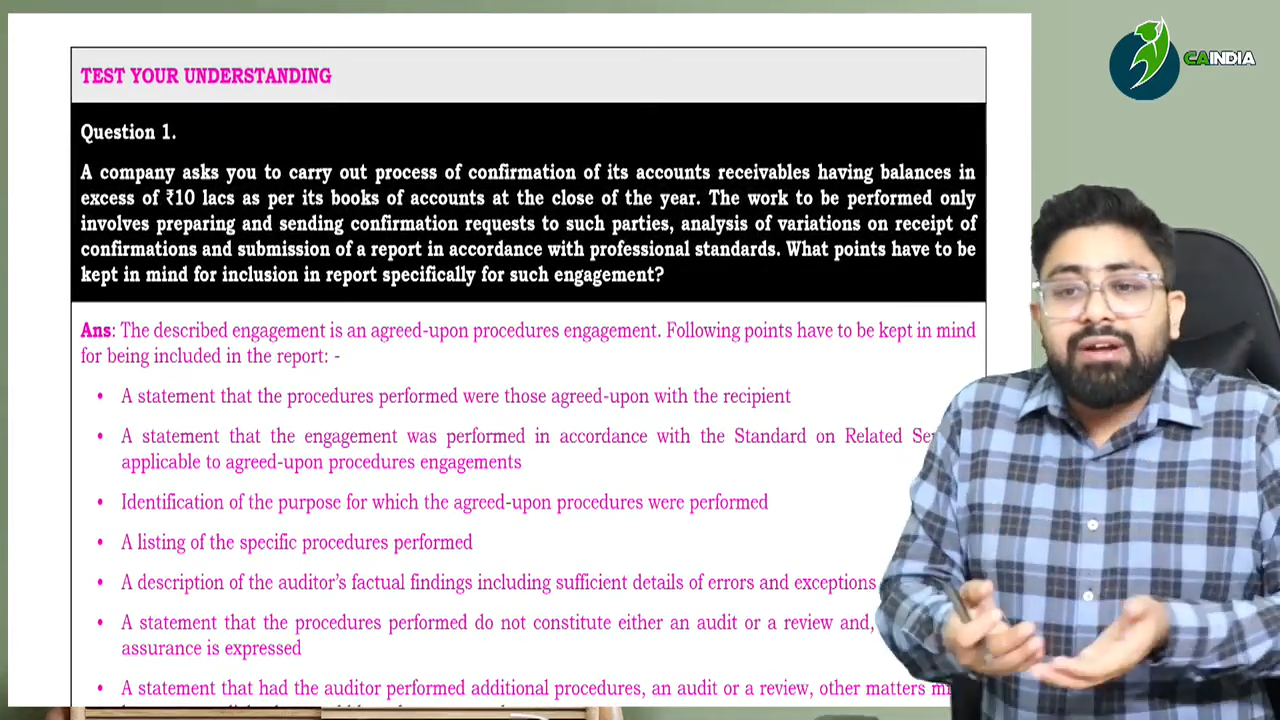 CAINDIA
TEST YOUR UNDERSTANDING
Question 1.
A company asks you to carry out process of confirmation of its accounts receivables having balances in
excess of ₹10 lacs as per its books of accounts at the close of the year. The work to be performed only
involves preparing and sending confirmation requests to such parties, analysis of variations on receipt of
confirmations and submission of a report in accordance with professional standards. What points have to be
kept in mind for inclusion in report specifically for such engagement?
Ans: The described engagement is an agreed-upon procedures engagement. Following points have to be kept in mind
for being included in the report: -
• A statement that the procedures performed were those agreed-upon with the recipient
• A statement that the engagement was performed in accordance with the Standard on Related
applicable to agreed-upon procedures engagements
• Identification of the purpose for which the agreed-upon procedures were performed
• A listing of the specific procedures performed
• A description of the auditor's factual findings including sufficient details of errors and exceptions
• A statement that the procedures performed do not constitute either an audit or a review and,
assurance is expressed
• A statement that had the auditor performed additional procedures, an audit or a review, other matters